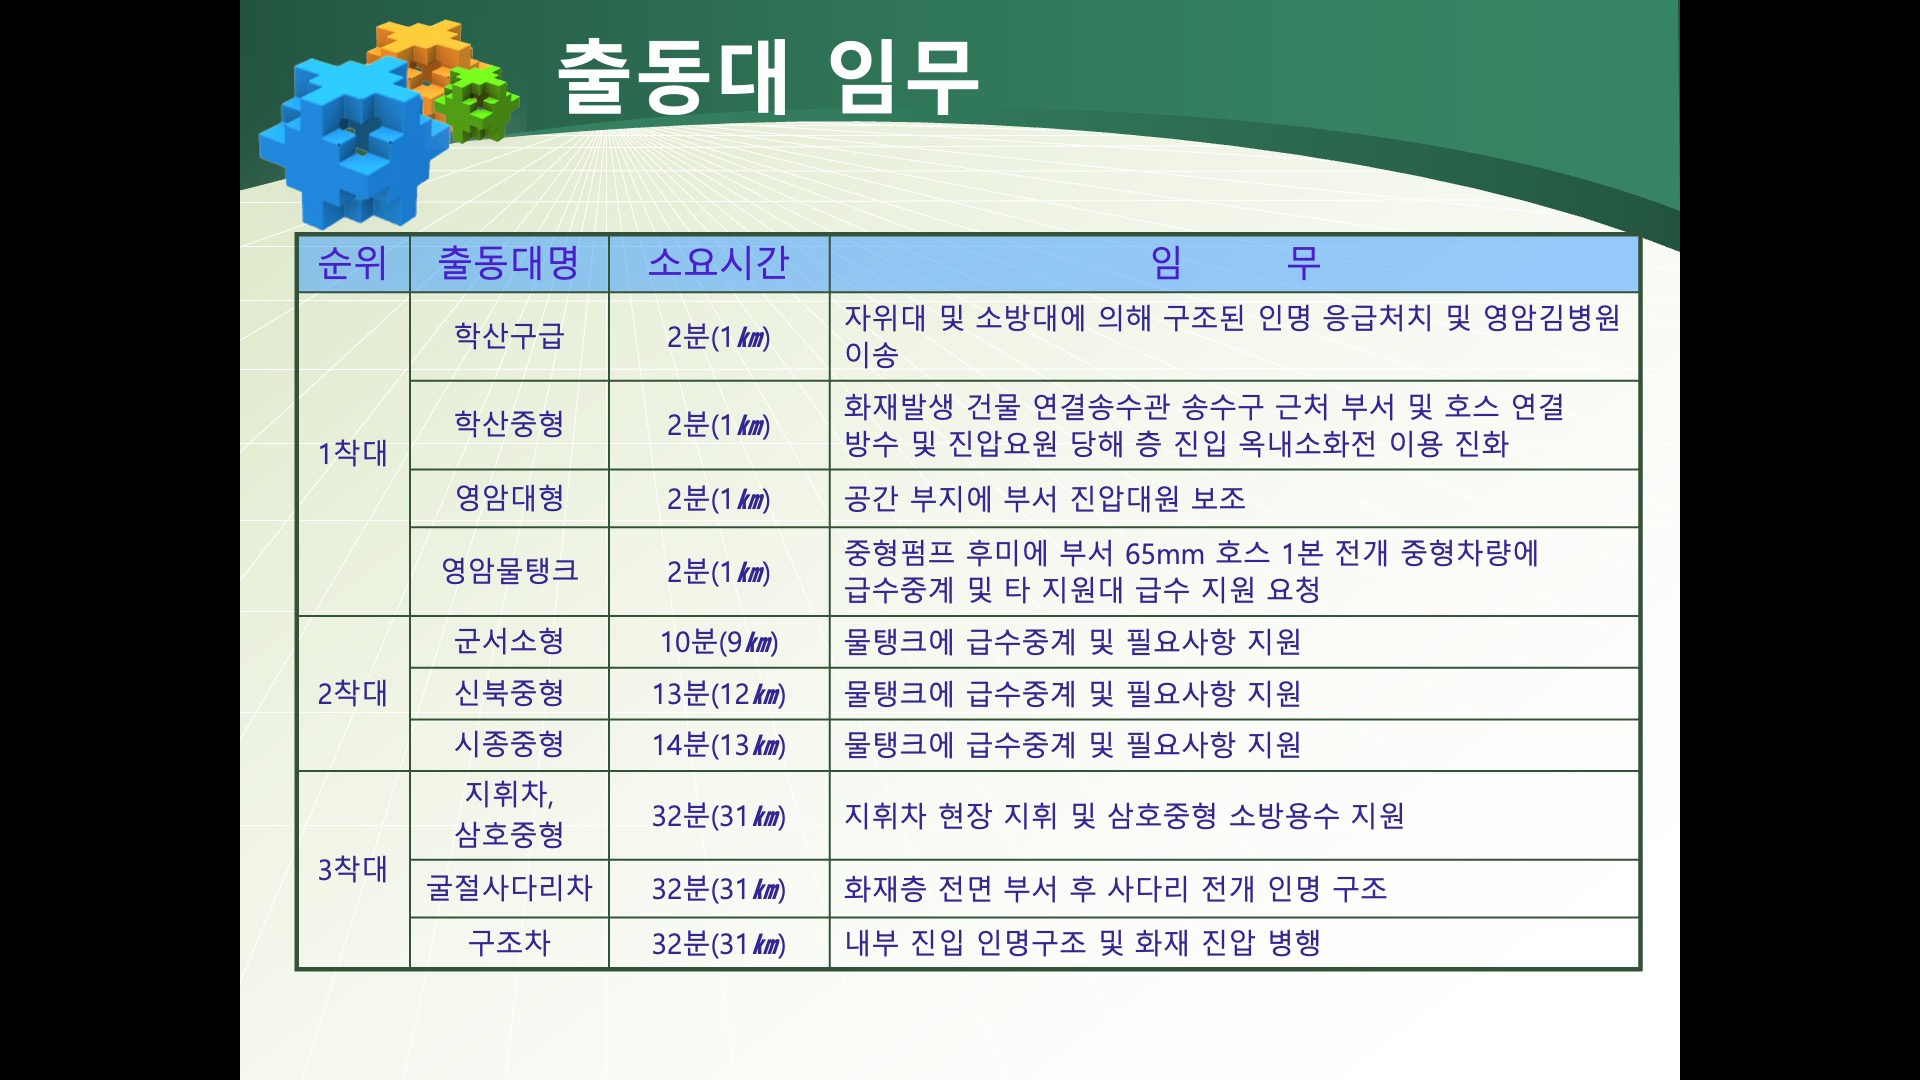 출동대 임무
순위 출동대명 소요시간 임 무
1착대
학산구급 2분(1㎞) 자위대 및 소방대에 의해 구조된 인명 응급처치 및 영암김병원
이송
학산중형 2분(1㎞) 화재발생 건물 연결송수관 송수구 근처 부서 및 호스 연결
방수 및 진압요원 당해 층 진입 옥내소화전 이용 진화
영암대형 2분(1㎞) 공간 부지에 부서 진압대원 보조
영암물탱크 2분(1㎞) 중형펌프 후미에 부서 65mm 호스 1본 전개 중형차량에
급수중계 및 타 지원대 급수 지원 요청
2착대
군서소형 10분(9㎞) 물탱크에 급수중계 및 필요사항 지원
신북중형 13분(12㎞) 물탱크에 급수중계 및 필요사항 지원
시종중형 14분(13㎞) 물탱크에 급수중계 및 필요사항 지원
3착대
지휘차,
삼호중형 32분(31㎞) 지휘차 현장 지휘 및 삼호중형 소방용수 지원
굴절사다리차 32분(31㎞) 화재층 전면 부서 후 사다리 전개 인명 구조
구조차 32분(31㎞) 내부 진입 인명구조 및 화재 진압 병행